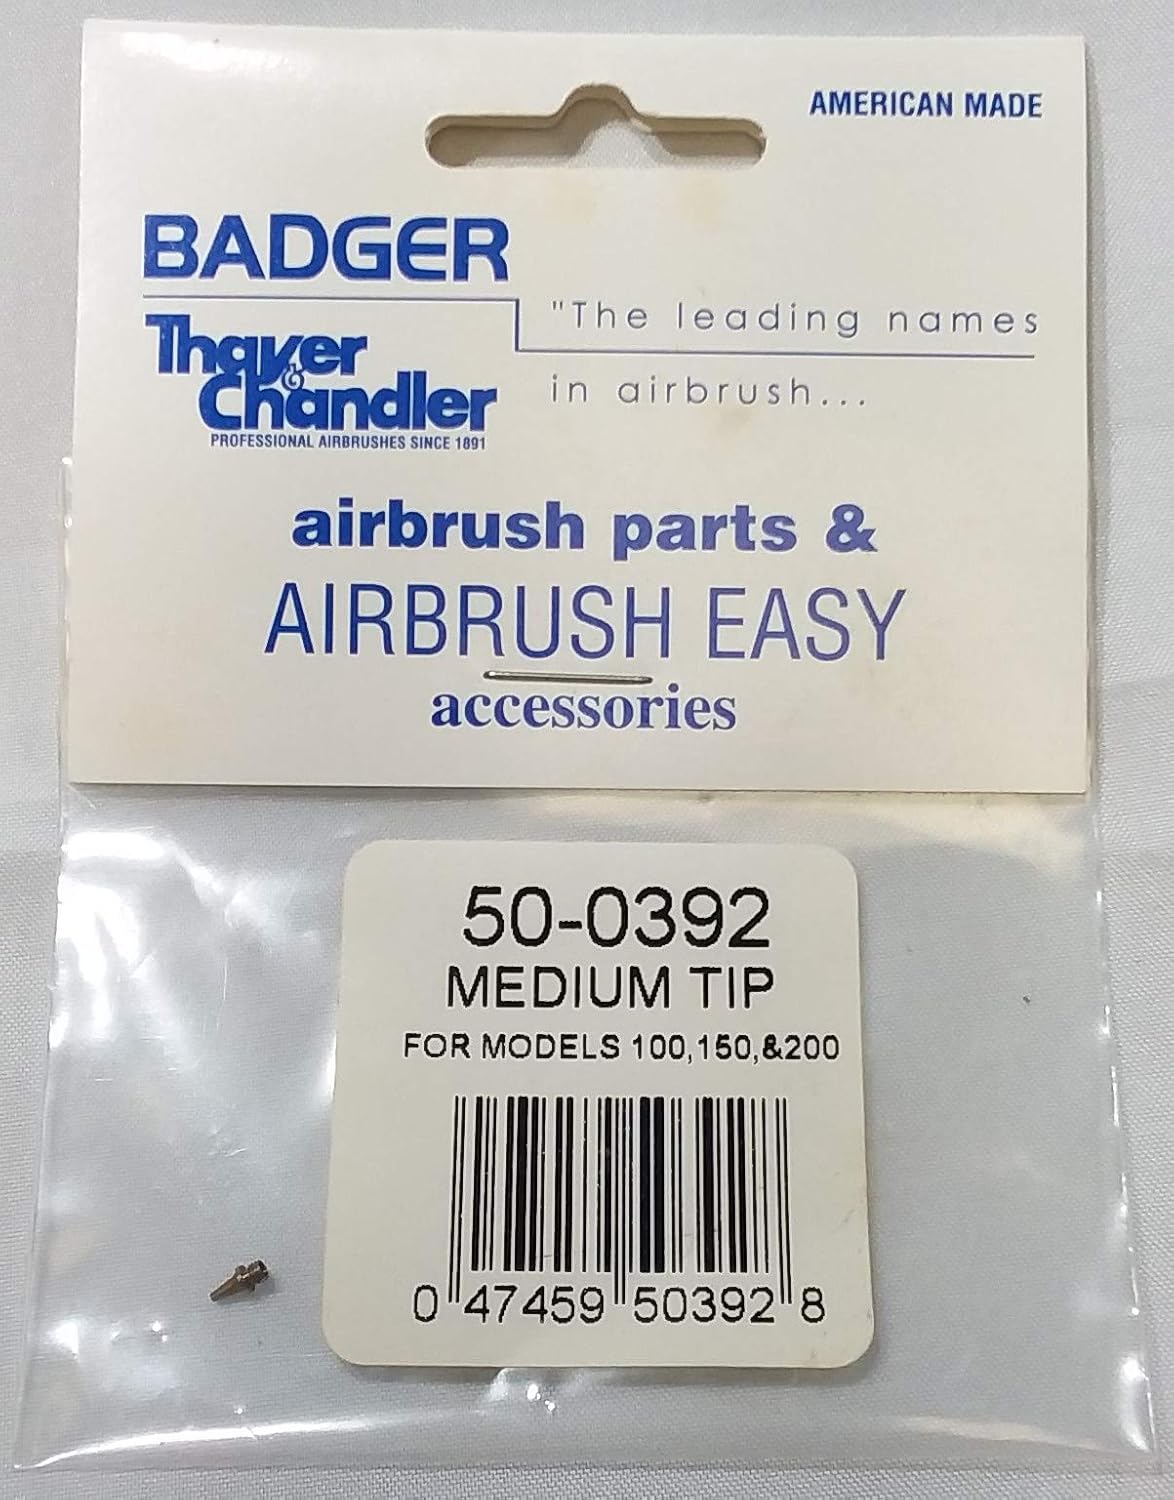 AMERICAN MADE
BADGER
Thayer
&
Chandler
PROFESSIONAL AIRBRUSHES SINCE 1891
"The leading names
in airbrush...
airbrush parts &
AIRBRUSH EASY
accessories
50-0392
MEDIUM TIP
FOR MODELS 100,150,&200
0 47459 50392 8